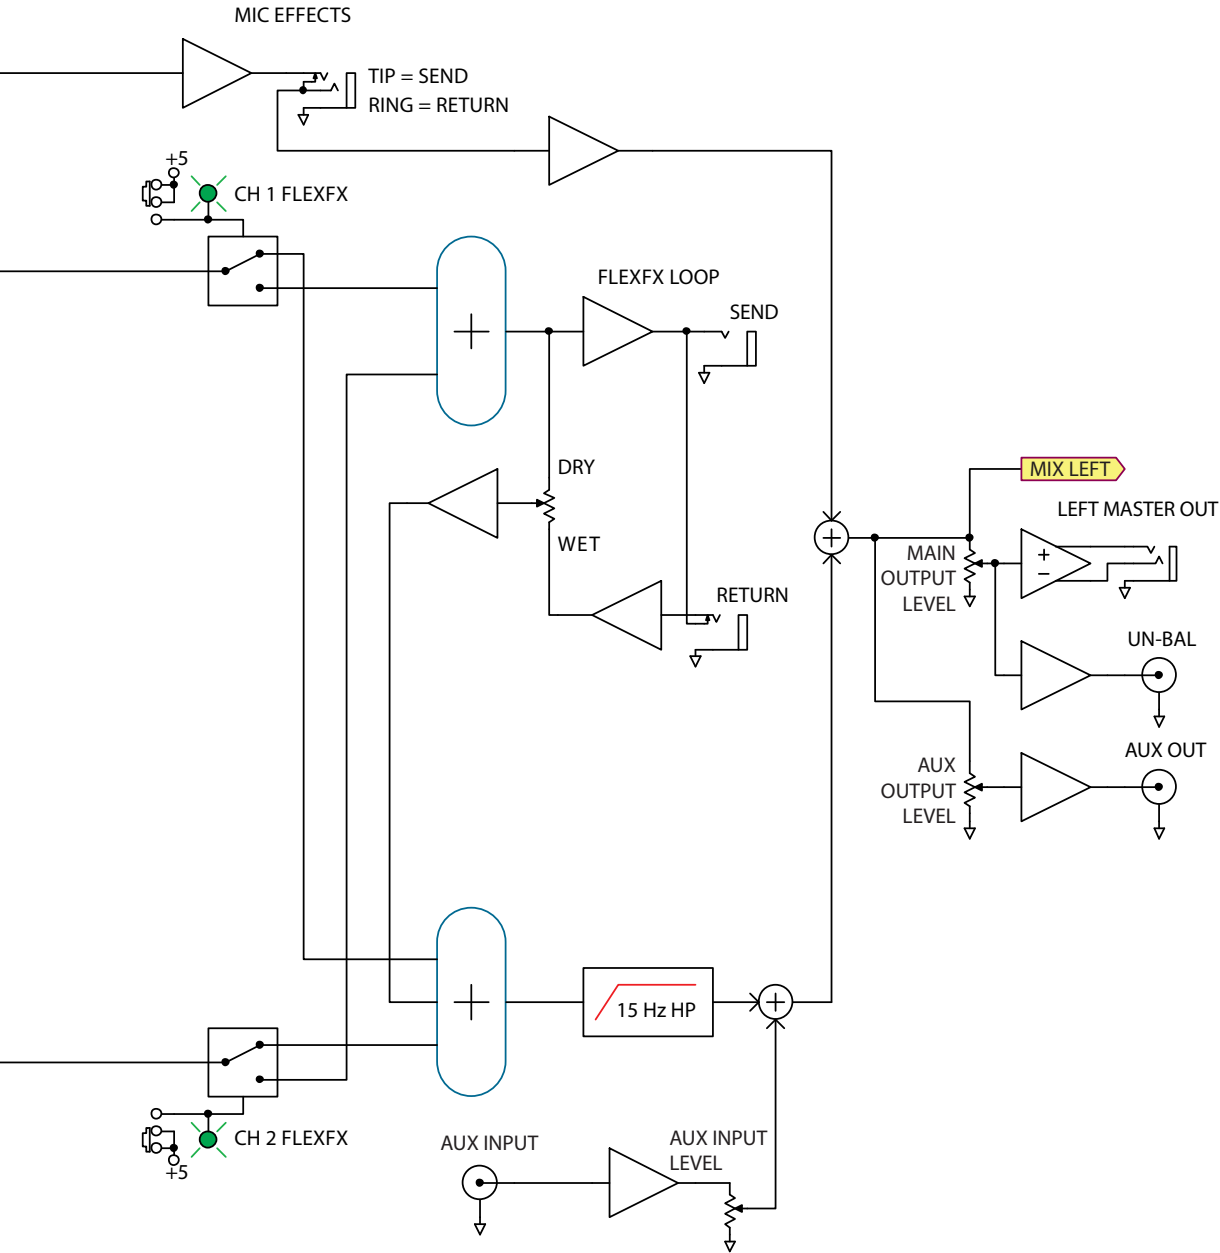 MIC EFFECTS
TIP = SEND
RING = RETURN
+5
CH 1 FLEXFX
FLEXFX LOOP
SEND
DRY
WET
RETURN
MIX LEFT
LEFT MASTER OUT
MAIN
OUTPUT
LEVEL
+
−
UN-BAL
AUX OUT
AUX
OUTPUT
LEVEL
15 Hz HP
CH 2 FLEXFX
+5
AUX INPUT
AUX INPUT
LEVEL